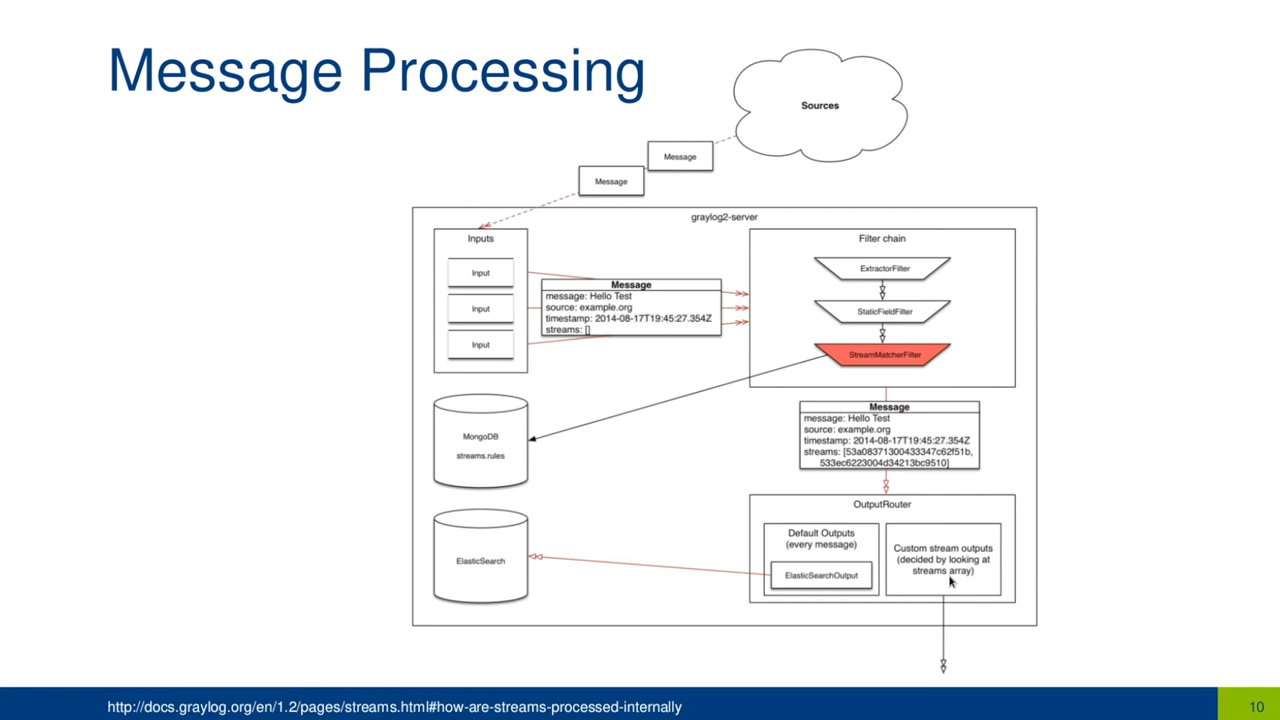 Message Processing
Sources
Message
Message
graylog2-server
Inputs
Input
Input
Input
Message
message: Hello Test
source: example.org
timestamp: 2014-08-17T19:45:27.354Z
streams: []
Filter chain
ExtractorFilter
StaticFieldFilter
StreamMatcherFilter
MongoDB
streams.rules
Message
message: Hello Test
source: example.org
timestamp: 2014-08-17T19:45:27.354Z
streams: [53a08371300433347c62f51b,
533ec6223004d34213bc9510]
OutputRouter
Default Outputs
(every message)
ElasticSearchOutput
Custom stream outputs
(decided by looking at
streams array)
ElasticSearch
http://docs.graylog.org/en/1.2/pages/streams.html#how-are-streams-processed-internally
10